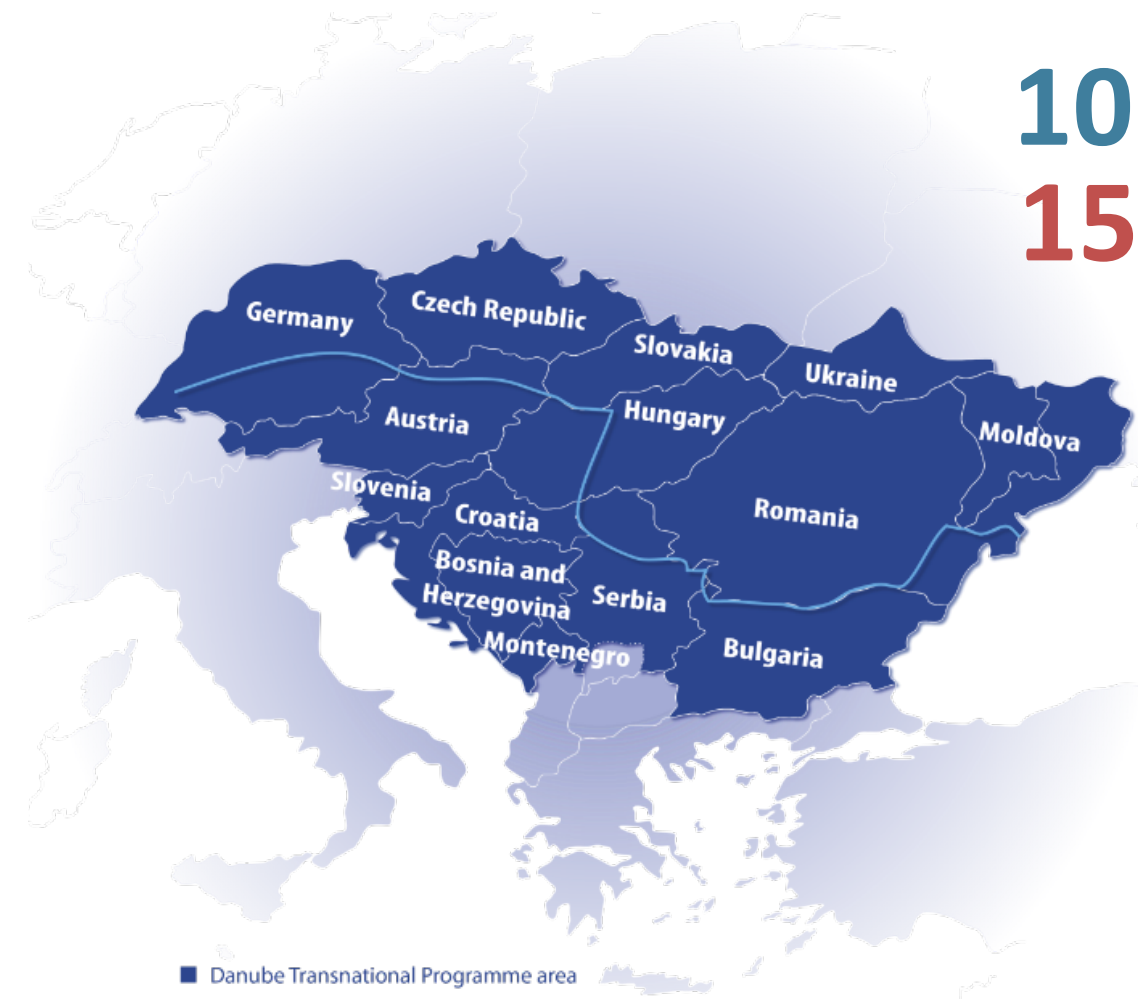 10
15
Germany
Czech Republic
Slovakia
Ukraine
Austria
Hungary
Moldova
Slovenia
Croatia
Romania
Bosnia and
Herzegovina
Serbia
Montenegro
Bulgaria
Danube Transnational Programme area